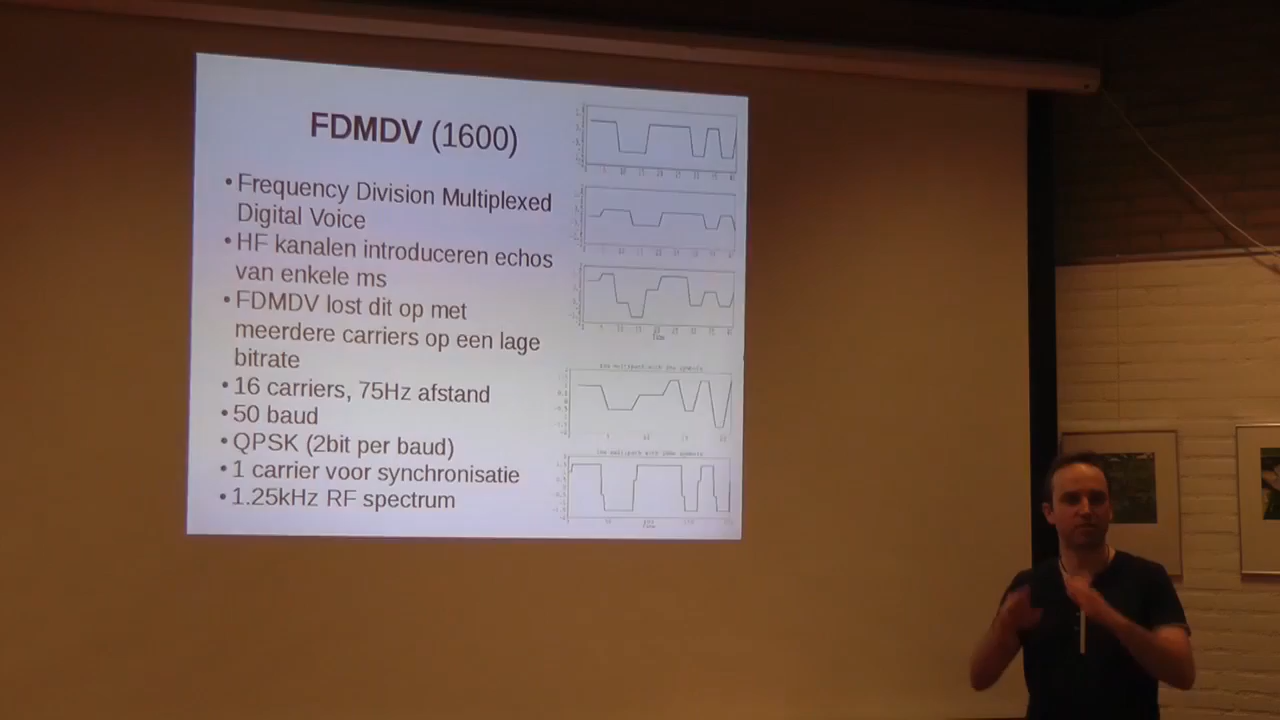 FDMDV (1600)
• Frequency Division Multiplexed
Digital Voice
• HF kanalen introduceren echos
van enkele ms
• FDMDV lost dit op met
meerdere carriers op een lage
bitrate
• 16 carriers, 75Hz afstand
• 50 baud
• QPSK (2bit per baud)
• 1 carrier voor synchronisatie
• 1.25kHz RF spectrum